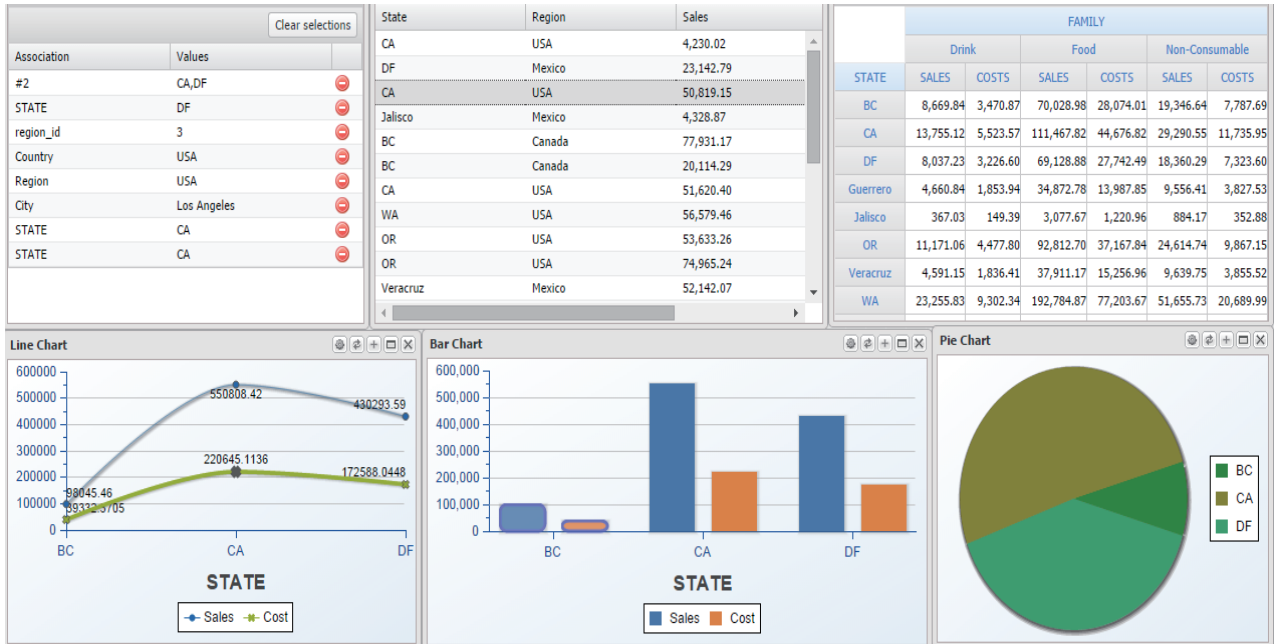 Clear selections
Association Values
#2 CA,DF
STATE DF
region_id 3
Country USA
Region USA
City Los Angeles
STATE CA
STATE CA
State Region Sales
CA USA 4,230.02
DF Mexico 23,142.79
CA USA 50,819.15
Jalisco Mexico 4,328.87
BC Canada 77,931.17
BC Canada 20,114.29
CA USA 51,620.40
WA USA 56,579.46
OR USA 53,633.26
OR USA 74,965.24
Veracruz Mexico 52,142.07
FAMILY
Drink Food Non-Consumable
STATE SALES COSTS SALES COSTS SALES COSTS
BC 8,669.84 3,470.87 70,028.98 28,074.01 19,346.64 7,787.69
CA 13,755.12 5,523.57 111,467.82 44,676.82 29,290.55 11,735.95
DF 8,037.23 3,226.60 69,128.88 27,742.49 18,360.29 7,323.60
Guerrero 4,660.84 1,853.94 34,872.78 13,987.85 9,556.41 3,827.53
Jalisco 367.03 149.39 3,077.67 1,220.96 884.17 352.88
OR 11,171.06 4,477.80 92,812.70 37,167.84 24,614.74 9,867.15
Veracruz 4,591.15 1,836.41 37,911.17 15,256.96 9,639.75 3,855.52
WA 23,255.83 9,302.34 192,784.87 77,203.67 51,655.73 20,689.99
Line Chart
600000
500000
400000
300000
200000
100000
0
550808.42
430293.59
220645.1136
172588.0448
98045.46
39332.5705
BC CA DF
STATE
Sales Cost
Bar Chart
600,000
500,000
400,000
300,000
200,000
100,000
0
BC CA DF
STATE
Sales Cost
Pie Chart
BC
CA
DF